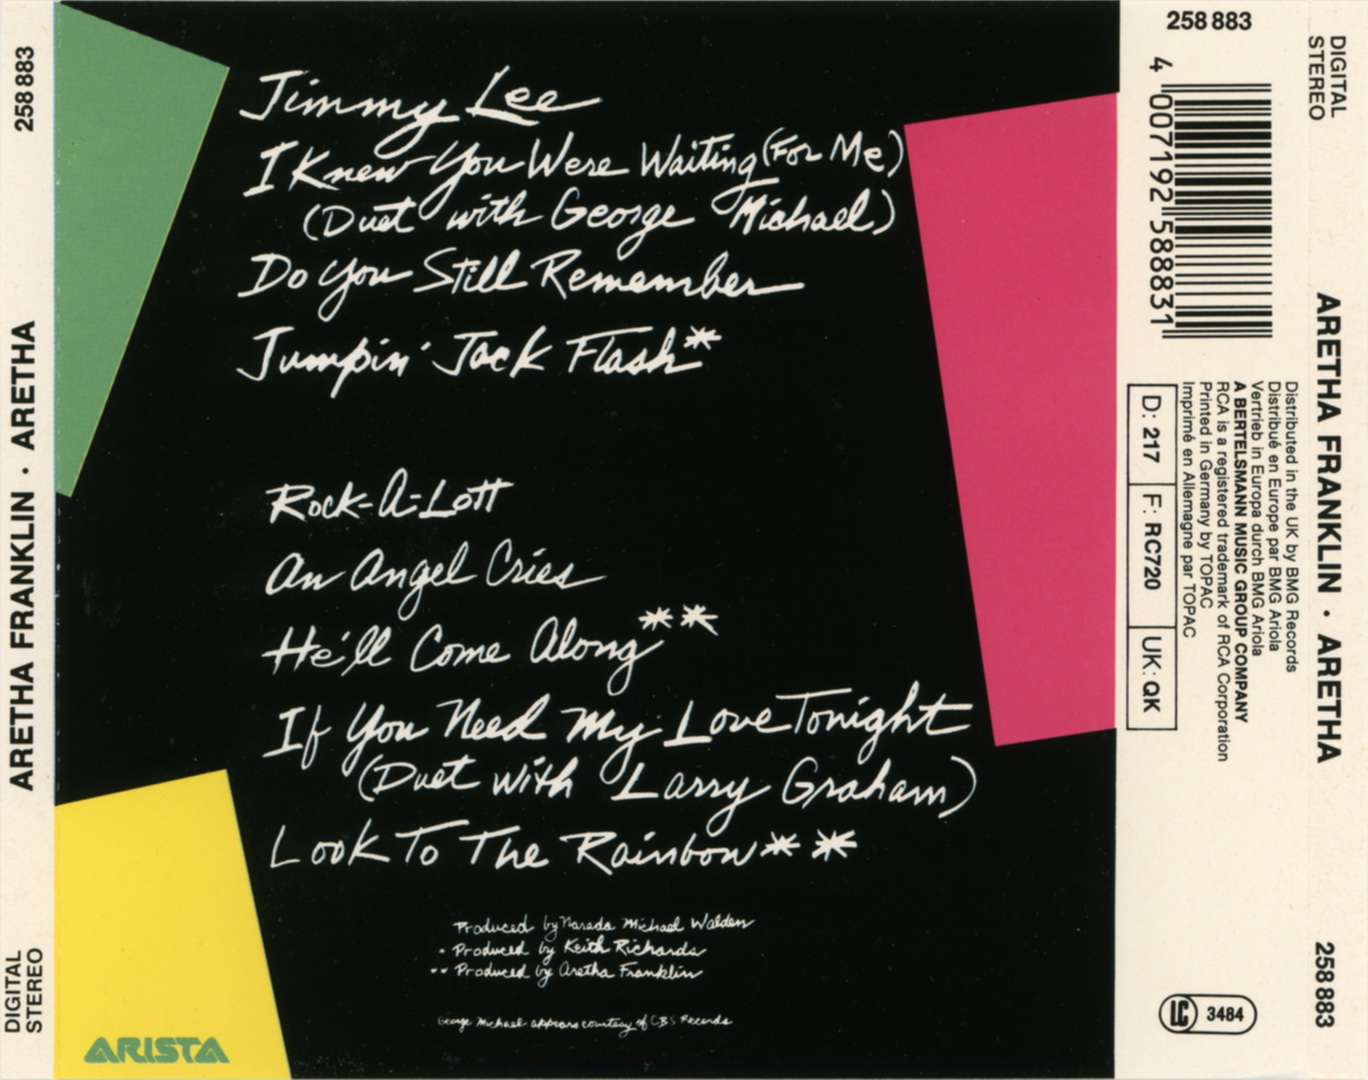 258 883
ARETHA FRANKLIN · ARETHA
DIGITAL
STEREO
Jimmy Lee
I Knew You Were Waiting (For Me)
(Duet with George Michael)
Do You Still Remember
Jumpin' Jack Flash*
Rock-A-Lott
An Angel Cries
He'll Come Along**
If You Need My Love Tonight
(Duet with Larry Graham)
Look To The Rainbow**
Produced by Narada Michael Walden
* Produced by Keith Richards
** Produced by Aretha Franklin
George Michael appears courtesy of CBS Records
ARISTA
258 883
4 007192 588831
Distributed in the UK by BMG Records
Distribué en Europe par BMG Ariola
Vertrieb in Europa durch BMG Ariola
A BERTELSMANN MUSIC GROUP COMPANY
RCA is a registered trademark of RCA Corporation
Printed in Germany by TOPAC
Imprimé en Allemagne par TOPAC
D: 217 F: RC720 UK: QK
LC 3484
DIGITAL
STEREO
ARETHA FRANKLIN · ARETHA
258 883